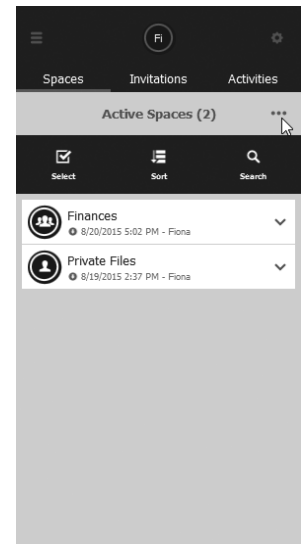 Fi
Spaces Invitations Activities
Active Spaces (2)
Select Sort Search
Finances
8/20/2015 5:02 PM - Fiona
Private Files
8/19/2015 2:37 PM - Fiona